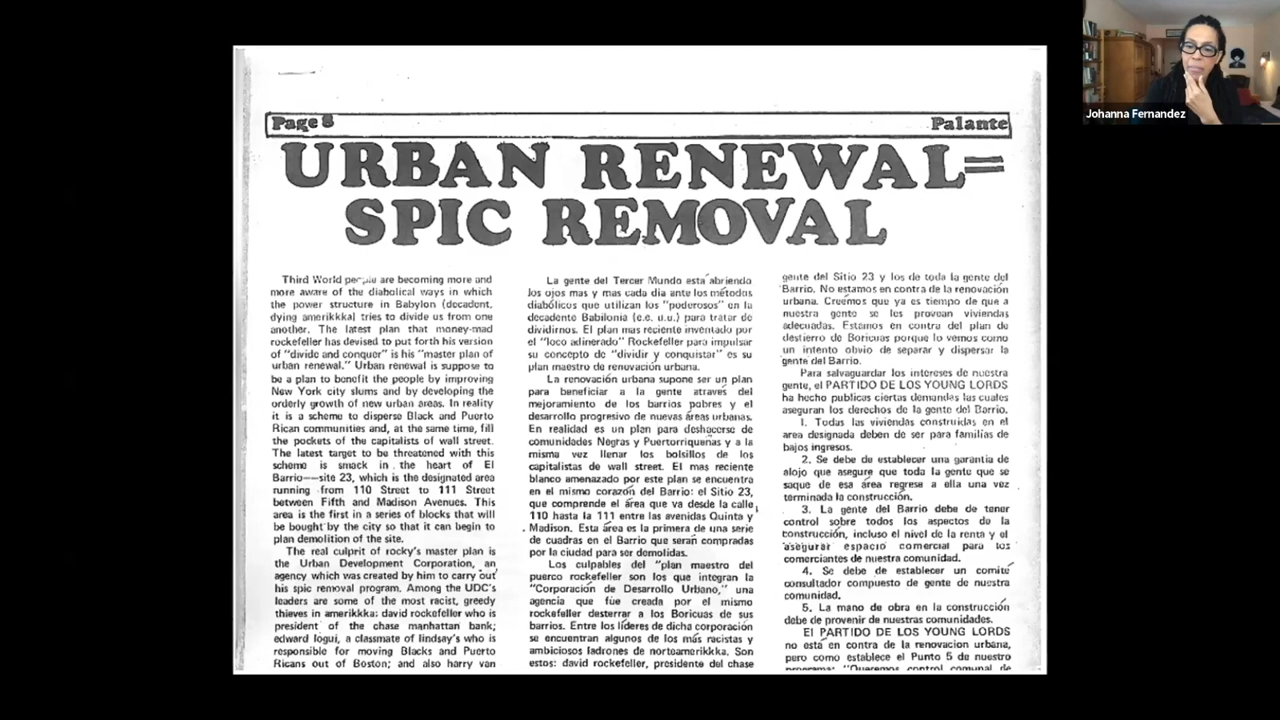 Page 8
Palante
URBAN RENEWAL=
SPIC REMOVAL
Third World people are becoming more and
more aware of the diabolical ways in which
the power structure in Babylon (decadent,
dying amerikkka) tries to divide us from one
another. The latest plan that money-mad
rockefeller has devised to put forth his version
of "divide and conquer" is his "master plan of
urban renewal." Urban renewal is suppose to
be a plan to benefit the people by improving
New York city slums and by developing the
orderly growth of new urban areas. In reality
it is a scheme to disperse Black and Puerto
Rican communities and, at the same time, fill
the pockets of the capitalists of wall street.
The latest target to be threatened with this
scheme is smack in the heart of El
Barrio——site 23, which is the designated area
running from 110 Street to 111 Street
between Fifth and Madison Avenues. This
area is the first in a series of blocks that will
be bought by the city so that it can begin to
plan demolition of the site.
The real culprit of rocky's master plan is
the Urban Development Corporation, an
agency which was created by him to carry out
his spic removal program. Among the UDC's
leaders are some of the most racist, greedy
thieves in amerikkka: david rockefeller who is
president of the chase manhattan bank;
edward logui, a classmate of lindsay's who is
responsible for moving Blacks and Puerto
Ricans out of Boston; and also harry van
La gente del Tercer Mundo está abriendo
los ojos mas y mas cada dia ante los métodos
diabólicos que utilizan los "poderosos" en la
decadente Babilonia (e.e. u.u.) para tratar de
dividirnos. El plan mas reciente inventado por
el "loco adinerado" Rockefeller para impulsar
su concepto de "dividir y conquistar" es su
plan maestro de renovación urbana.
La renovación urbana supone ser un plan
para beneficiar a la gente através del
mejoramiento de los barrios pobres y el
desarrollo progresivo de nuevas áreas urbanas.
En realidad es un plan para deshacerse de
comunidades Negras y Puertorriqueñas y a la
misma vez llenar los bolsillos de los
capitalistas de wall street. El mas reciente
blanco amenazado por este plan se encuentra
en el mismo corazón del Barrio: el Sitio 23,
que comprende el área que va desde la calle
110 hasta la 111 entre las avenidas Quinta y
Madison. Esta área es la primera de una serie
de cuadras en el Barrio que serán compradas
por la ciudad para ser demolidas.
Los culpables del "plan maestro del
puerco rockefeller son los que integran la
"Corporación de Desarrollo Urbano," una
agencia que fúe creada por el mismo
rockefeller desterrar a los Boricuas de sus
barrios. Entre los líderes de dicha corporación
se encuentran algunos de los más racistas y
ambiciosos ladrones de norteamerikkka. Son
estos: david rockefeller, presidente del chase
gente del Sitio 23 y los de toda la gente del
Barrio. No estamos en contra de la renovación
urbana. Creémos que ya es tiempo de que a
nuestra gente se les provean viviendas
adecuadas. Estamos en contra del plan de
destierro de Boricuas porque lo vemos como
un intento obvio de separar y dispersar la
gente del Barrio.
Para salvaguardar los intereses de nuestra
gente, el PARTIDO DE LOS YOUNG LORDS
ha hecho publicas ciertas demandas las cuales
aseguran los derechos de la gente del Barrio.
1. Todas las viviendas construidas en el
area designada deben de ser para familias de
bajos ingresos.
2. Se debe de establecer una garantía de
alojo que asegure que toda la gente que se
saque de esa área regrese a ella una vez
terminada la construcción.
3. La gente del Barrio debe de tener
control sobre todos los aspectos de la
construcción, incluso el nivel de la renta y el
asegurar espacio comercial para los
comerciantes de nuestra comunidad.
4. Se debe de establecer un comité
consultador compuesto de gente de nuestra
comunidad.
5. La mano de obra en la construcción
debe de provenir de nuestras comunidades.
El PARTIDO DE LOS YOUNG LORDS
no está en contra de la renovacion urbana,
pero como establece el Punto 5 de nuestro
programa: "Queremos control comunal de
Johanna Fernandez